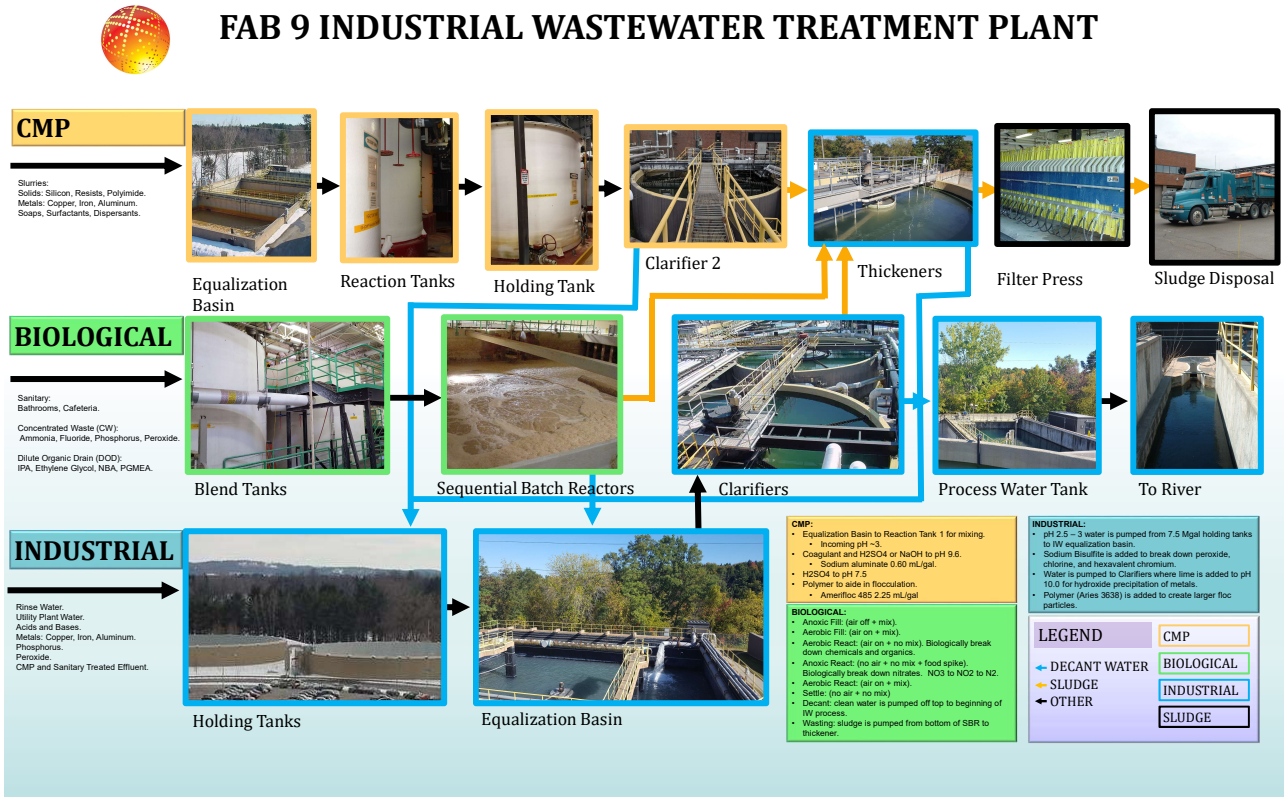 FAB 9 INDUSTRIAL WASTEWATER TREATMENT PLANT
CMP
Slurries:
Solids: Silicon, Resists, Polyimide.
Metals: Copper, Iron, Aluminum.
Soaps, Surfactants, Dispersants.
Equalization
Basin
Reaction Tanks
Holding Tank
Clarifier 2
Thickeners
Filter Press
Sludge Disposal
BIOLOGICAL
Sanitary:
Bathrooms, Cafeteria.
Concentrated Waste (CW):
Ammonia, Fluoride, Phosphorus, Peroxide.
Dilute Organic Drain (DOD):
IPA, Ethylene Glycol, NBA, PGMEA.
Blend Tanks
Sequential Batch Reactors
Clarifiers
Process Water Tank
To River
INDUSTRIAL
Rinse Water.
Utility Plant Water.
Acids and Bases.
Metals: Copper, Iron, Aluminum.
Phosphorus.
Peroxide.
CMP and Sanitary Treated Effluent.
Holding Tanks
Equalization Basin
CMP:
• Equalization Basin to Reaction Tank 1 for mixing.
• Incoming pH ~3.
• Coagulant and H2SO4 or NaOH to pH 9.6.
• Sodium aluminate 0.60 mL/gal.
• H2SO4 to pH 7.5
• Polymer to aide in flocculation.
• Amerifloc 485 2.25 mL/gal
BIOLOGICAL:
• Anoxic Fill: (air off + mix).
• Aerobic Fill: (air on + mix).
• Aerobic React: (air on + no mix). Biologically break
down chemicals and organics.
• Anoxic React: (no air + no mix + food spike).
Biologically break down nitrates. NO3 to NO2 to N2.
• Aerobic React: (air on + mix).
• Settle: (no air + no mix)
• Decant: clean water is pumped off top to beginning of
IW process.
• Wasting: sludge is pumped from bottom of SBR to
thickener.
INDUSTRIAL:
• pH 2.5 – 3 water is pumped from 7.5 Mgal holding tanks
to IW equalization basin.
• Sodium Bisulfite is added to break down peroxide,
chlorine, and hexavalent chromium.
• Water is pumped to Clarifiers where lime is added to pH
10.0 for hydroxide precipitation of metals.
• Polymer (Aries 3638) is added to create larger floc
particles.
LEGEND
DECANT WATER
SLUDGE
OTHER
CMP
BIOLOGICAL
INDUSTRIAL
SLUDGE